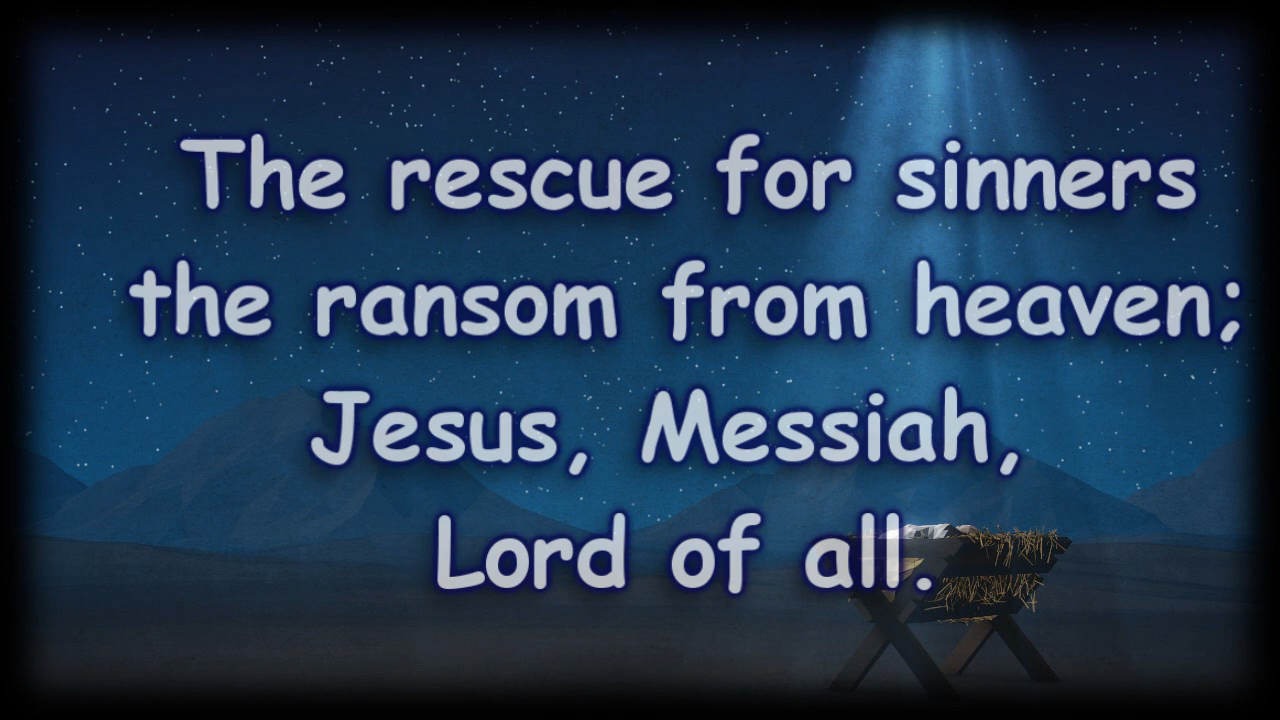 The rescue for sinners
the ransom from heaven;
Jesus, Messiah,
Lord of all.